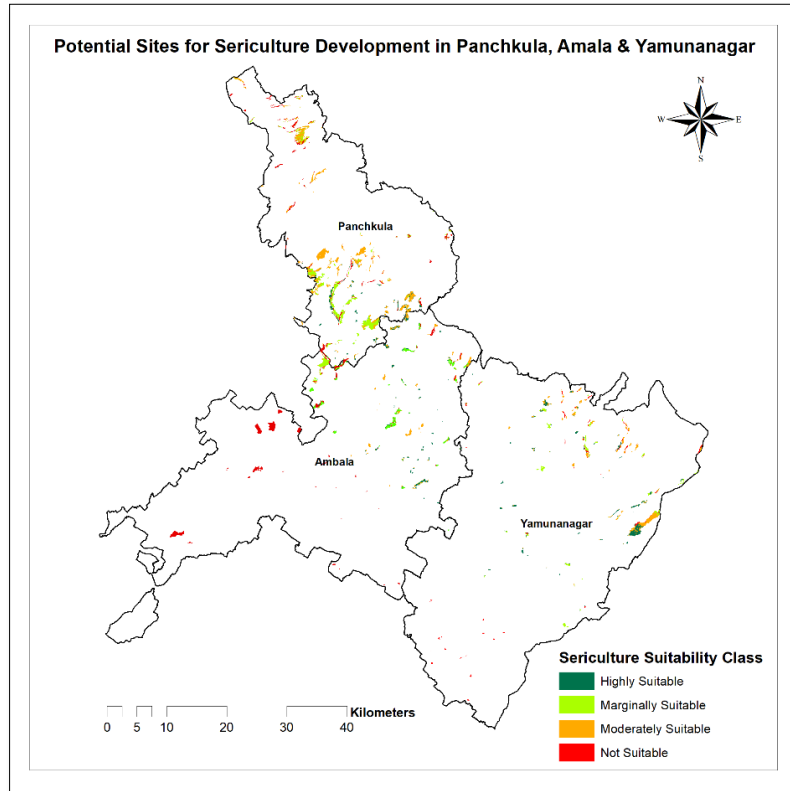 Potential Sites for Sericulture Development in Panchkula, Amala & Yamunanagar
N
W E
S
Panchkula
Ambala
Yamunanagar
Sericulture Suitability Class
Highly Suitable
Marginally Suitable
Moderately Suitable
Not Suitable
Kilometers
0 5 10 20 30 40